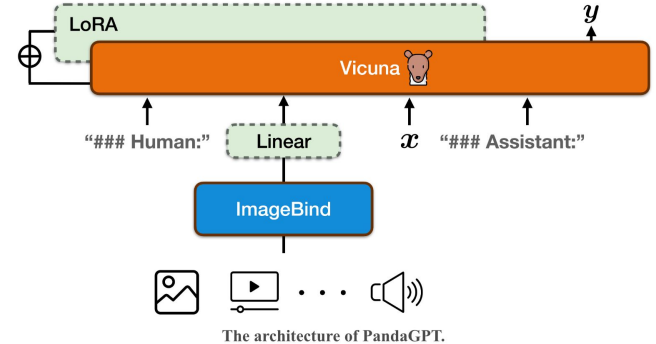 LoRA
y
Vicuna
“### Human:”
Linear
x
“### Assistant:”
ImageBind
The architecture of PandaGPT.